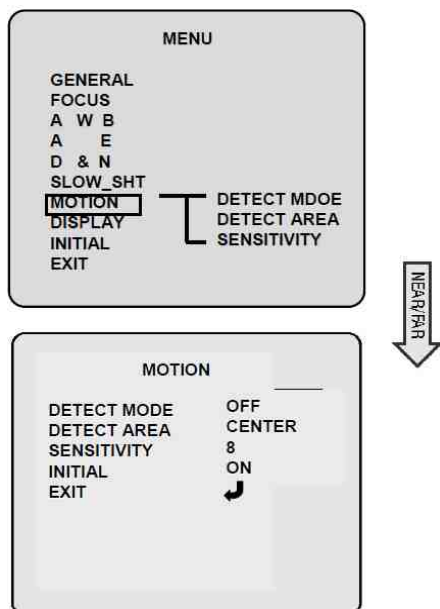 MENU
GENERAL
FOCUS
A W B
A E
D & N
SLOW_SHT
MOTION
DISPLAY
INITIAL
EXIT
DETECT MDOE
DETECT AREA
SENSITIVITY
NEAR/FAR
MOTION
DETECT MODE OFF
DETECT AREA CENTER
SENSITIVITY 8
INITIAL ON
EXIT